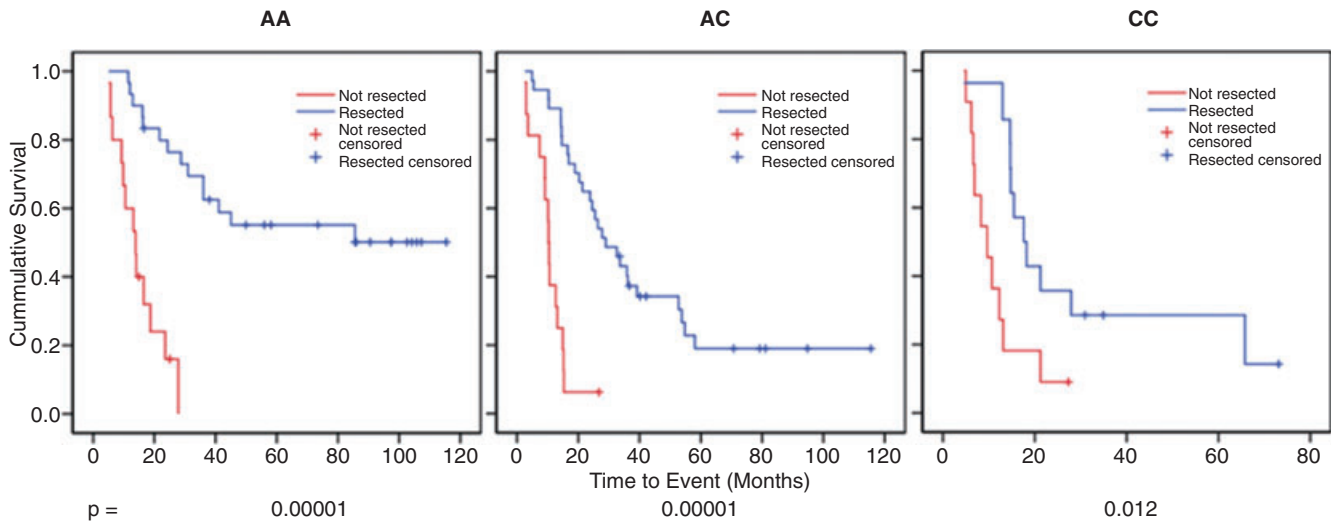 AA
AC
CC
Cummulative Survival
1.0
0.8
0.6
0.4
0.2
0.0
Not resected
Resected
Not resected
censored
Resected censored
Not resected
Resected
Not resected
censored
Resected censored
Not resected
Resected
Not resected
censored
Resected censored
0 20 40 60 80 100 120
0 20 40 60 80 100 120
0 20 40 60 80
Time to Event (Months)
p = 0.00001 0.00001 0.012